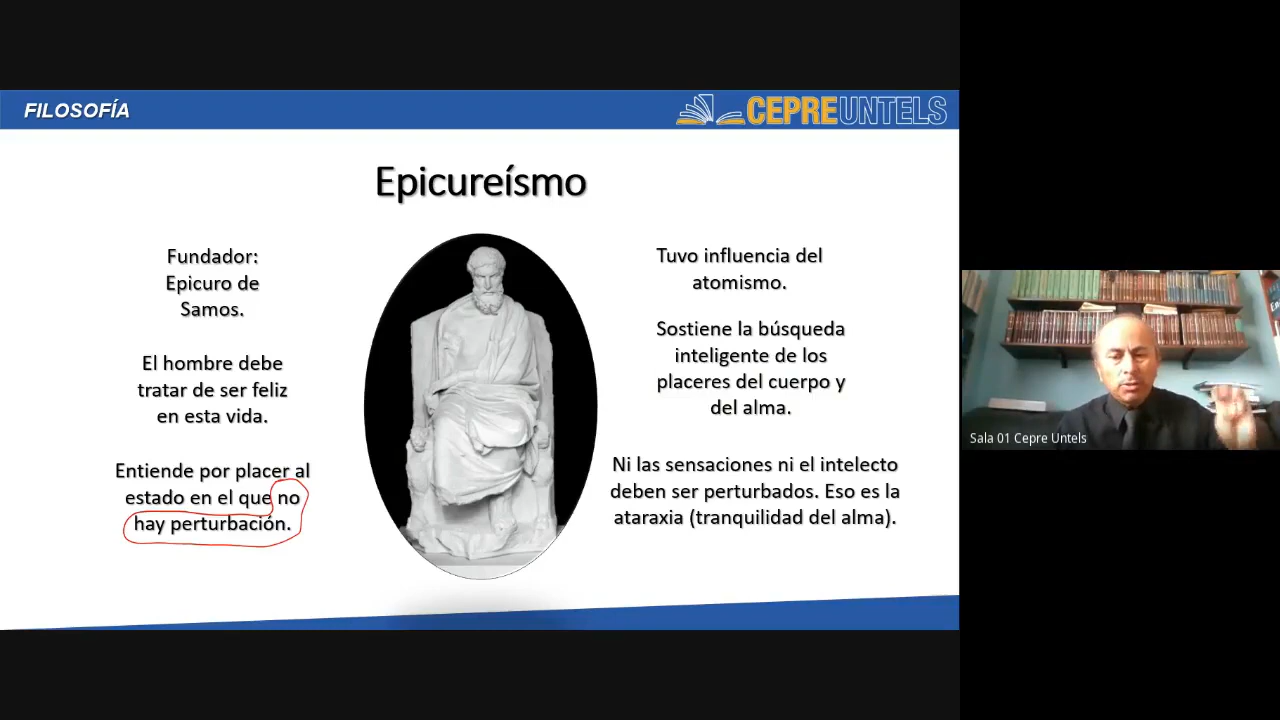 FILOSOFÍA
CEPREUNTELS
Epicureísmo
Fundador:
Epicuro de
Samos.
El hombre debe
tratar de ser feliz
en esta vida.
Entiende por placer al
estado en el que no
hay perturbación.
Tuvo influencia del
atomismo.
Sostiene la búsqueda
inteligente de los
placeres del cuerpo y
del alma.
Ni las sensaciones ni el intelecto
deben ser perturbados. Eso es la
ataraxia (tranquilidad del alma).
Sala 01 Cepre Untels